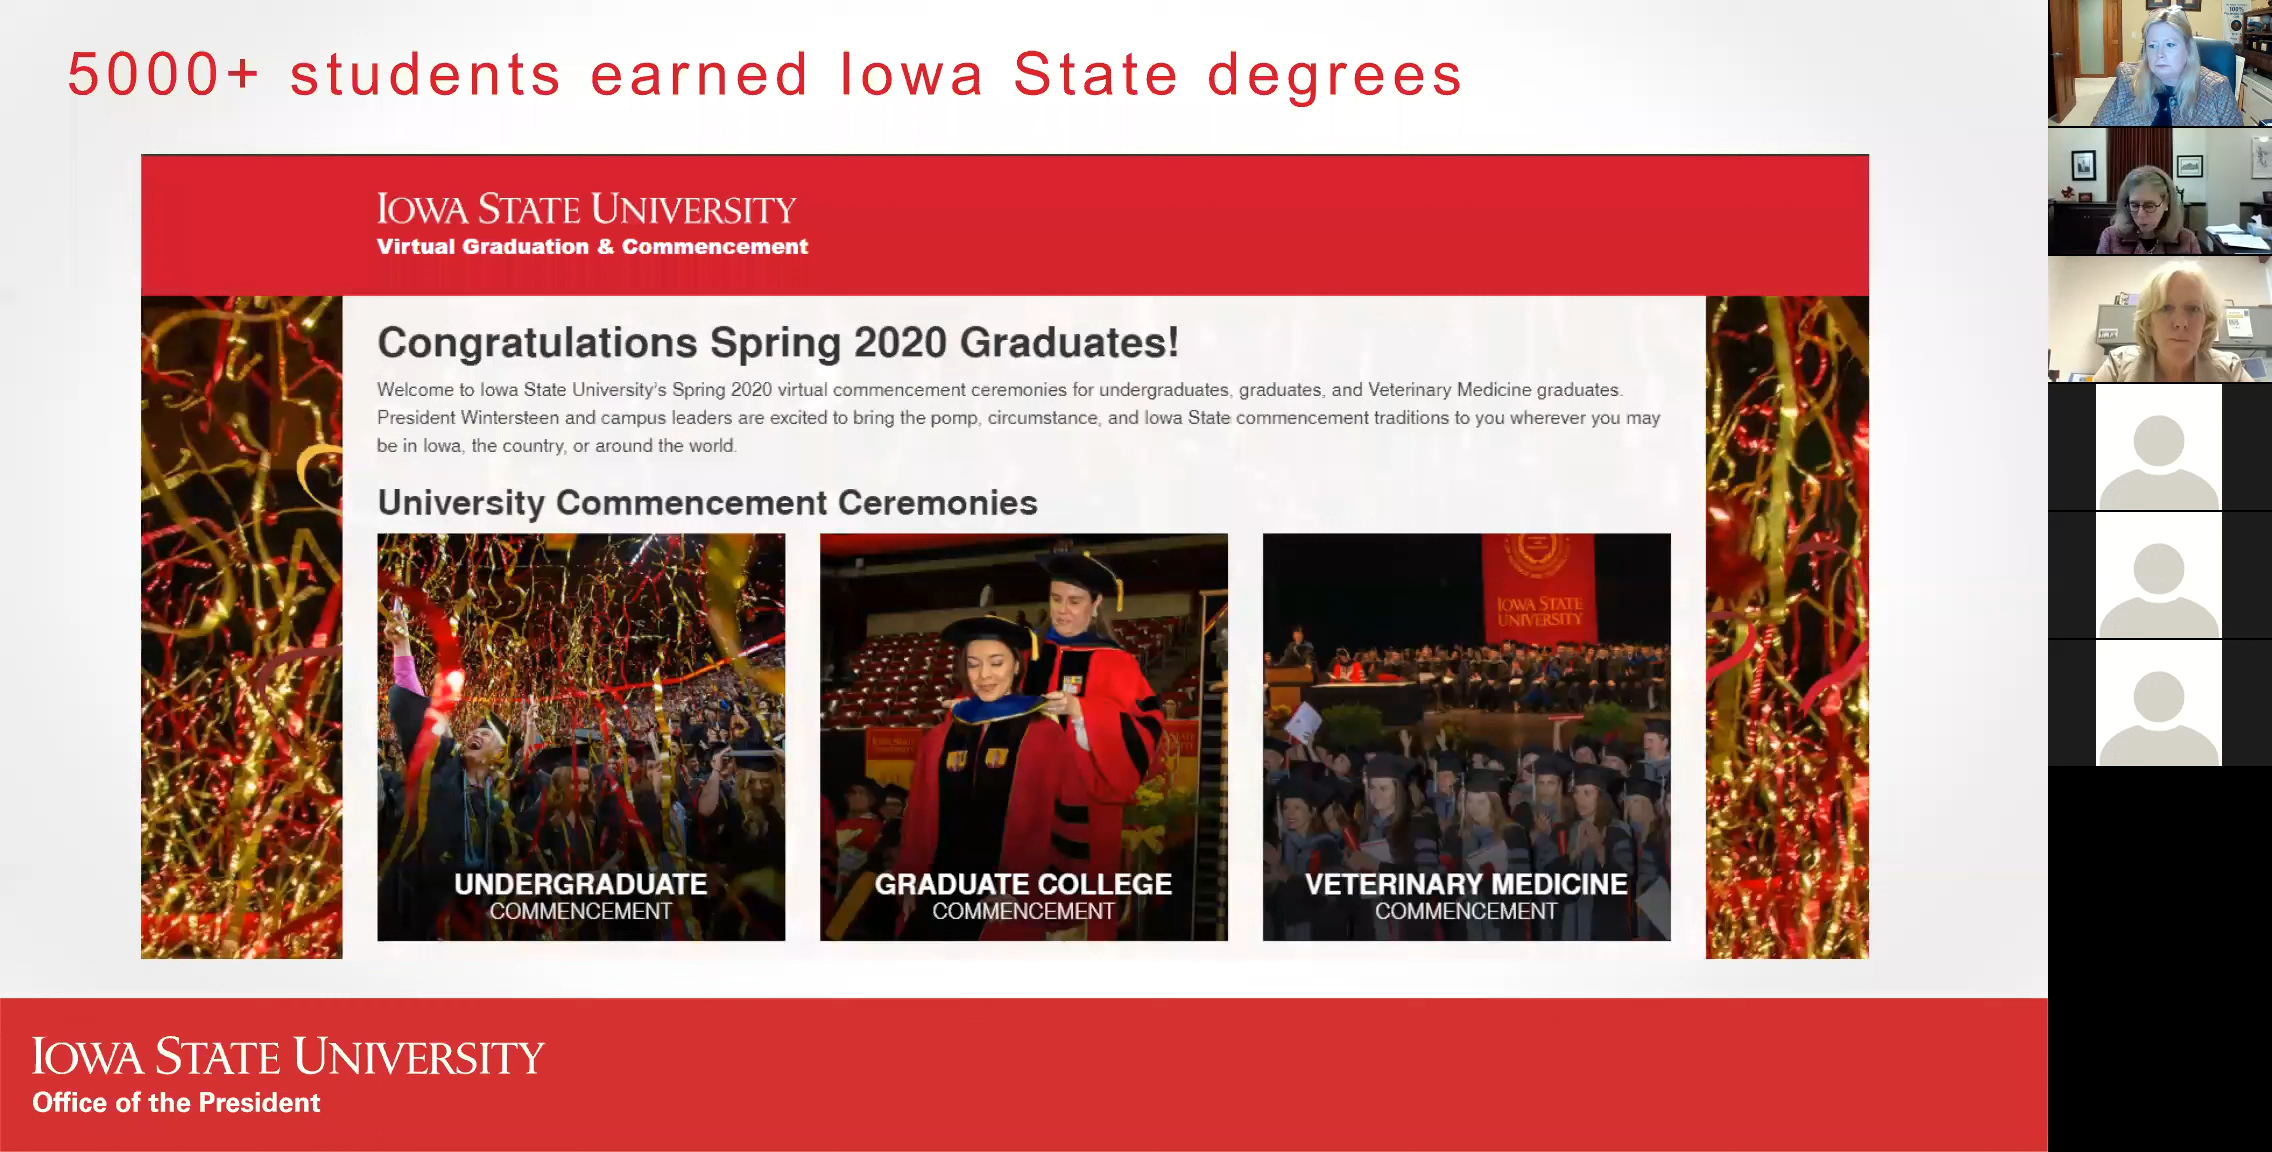 5000+ students earned Iowa State degrees
IOWA STATE UNIVERSITY
Virtual Graduation & Commencement
Congratulations Spring 2020 Graduates!
Welcome to Iowa State University's Spring 2020 virtual commencement ceremonies for undergraduates, graduates, and Veterinary Medicine graduates.
President Wintersteen and campus leaders are excited to bring the pomp, circumstance, and Iowa State commencement traditions to you wherever you may
be in Iowa, the country, or around the world.
University Commencement Ceremonies
UNDERGRADUATE
COMMENCEMENT
GRADUATE COLLEGE
COMMENCEMENT
IOWA STATE
UNIVERSITY
VETERINARY MEDICINE
COMMENCEMENT
IOWA STATE UNIVERSITY
Office of the President
100%